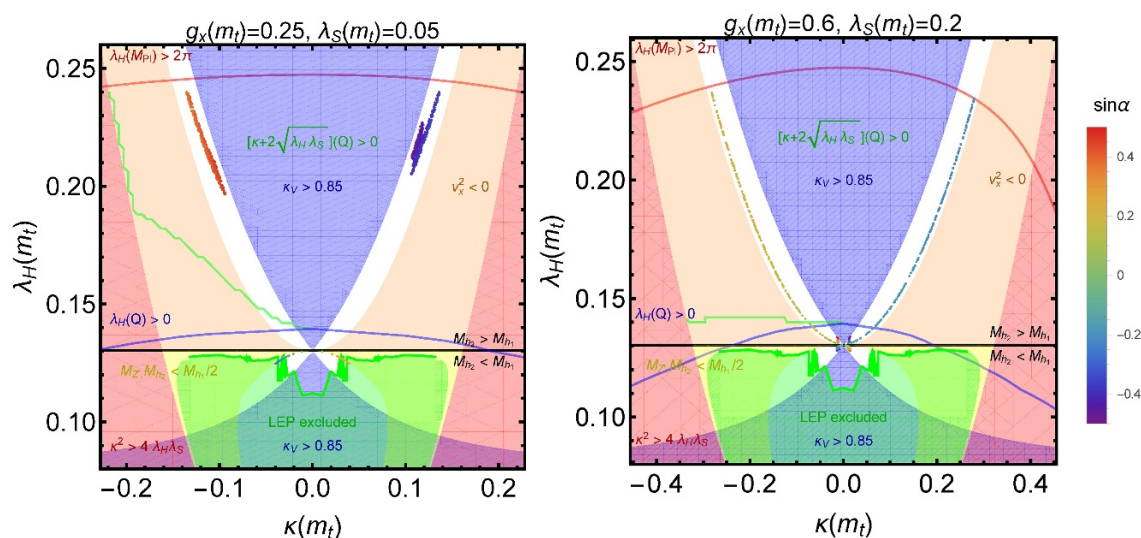 g_x(m_t)=0.25, λ_S(m_t)=0.05
λ_H(M_Pl) > 2π
[κ+2√(λ_H λ_S)](Q) > 0
κ_V > 0.85
v_x² < 0
λ_H(Q) > 0
M_h₂ > M_h₁
M_h₂ < M_h₁
M_Z', M_h₂ < M_h₁/2
LEP excluded
κ_V > 0.85
κ² > 4 λ_H λ_S
0.25
0.20
0.15
0.10
λ_H(m_t)
−0.2 −0.1 0.0 0.1 0.2
κ(m_t)
g_x(m_t)=0.6, λ_S(m_t)=0.2
λ_H(M_Pl) > 2π
[κ+2√(λ_H λ_S)](Q) > 0
κ_V > 0.85
v_x² < 0
λ_H(Q) > 0
M_h₂ > M_h₁
M_h₂ < M_h₁
M_Z', M_h₂ < M_h₁/2
LEP excluded
κ_V > 0.85
κ² > 4 λ_H λ_S
0.25
0.20
0.15
0.10
λ_H(m_t)
−0.4 −0.2 0.0 0.2 0.4
κ(m_t)
sinα
0.4
0.2
0
−0.2
−0.4